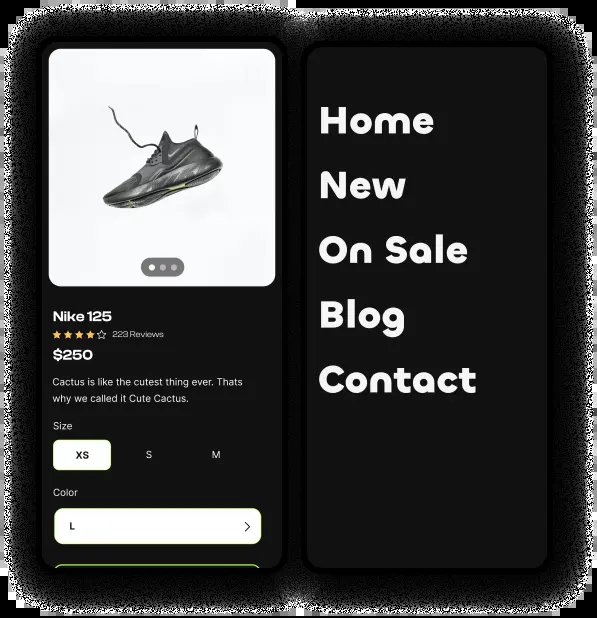 Nike 125
223 Reviews
$250
Cactus is like the cutest thing ever. Thats
why we called it Cute Cactus.
Size
XS S M
Color
L
Home
New
On Sale
Blog
Contact